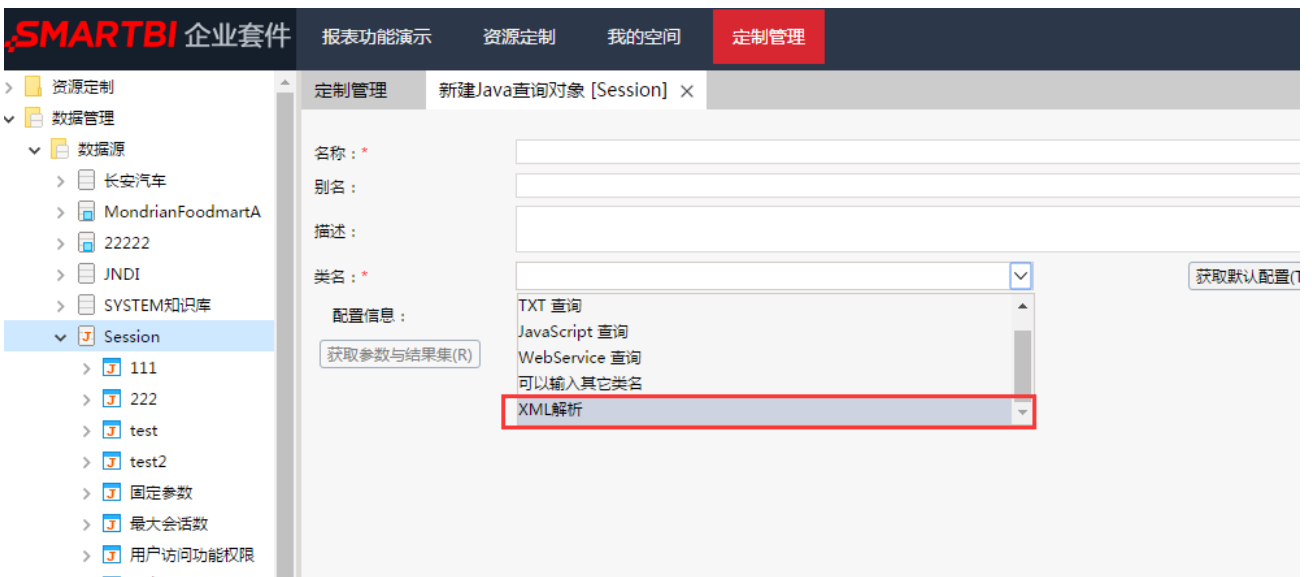 SMARTBI 企业套件 报表功能演示 资源定制 我的空间 定制管理
资源定制
数据管理
数据源
长安汽车
MondrianFoodmartA
22222
JNDI
SYSTEM知识库
Session
111
222
test
test2
固定参数
最大会话数
用户访问功能权限
定制管理 新建Java查询对象 [Session]
名称：*
别名：
描述：
类名：* 获取默认配置(T
配置信息：
获取参数与结果集(R)
TXT 查询
JavaScript 查询
WebService 查询
可以输入其它类名
XML解析